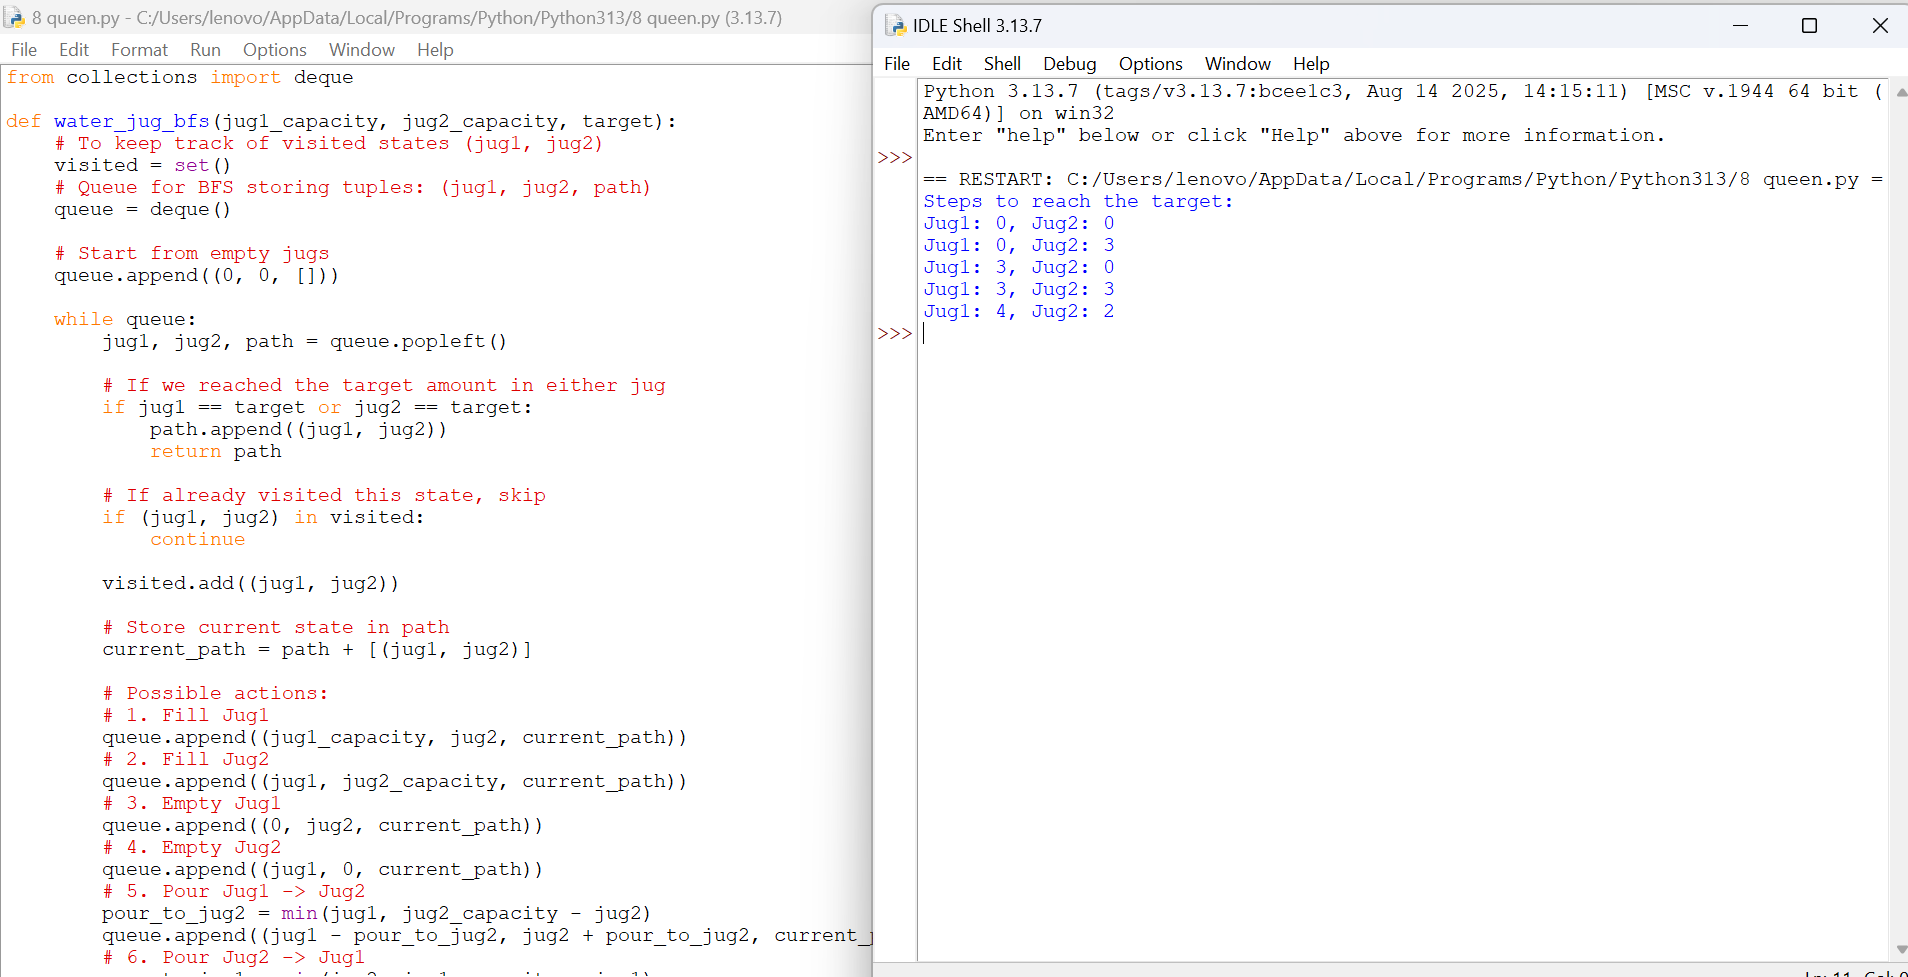 8 queen.py - C:/Users/lenovo/AppData/Local/Programs/Python/Python313/8 queen.py (3.13.7)
File Edit Format Run Options Window Help
from collections import deque
def water_jug_bfs(jug1_capacity, jug2_capacity, target):
    # To keep track of visited states (jug1, jug2)
    visited = set()
    # Queue for BFS storing tuples: (jug1, jug2, path)
    queue = deque()
    # Start from empty jugs
    queue.append((0, 0, []))
    while queue:
        jug1, jug2, path = queue.popleft()
        # If we reached the target amount in either jug
        if jug1 == target or jug2 == target:
            path.append((jug1, jug2))
            return path
        # If already visited this state, skip
        if (jug1, jug2) in visited:
            continue
        visited.add((jug1, jug2))
        # Store current state in path
        current_path = path + [(jug1, jug2)]
        # Possible actions:
        # 1. Fill Jug1
        queue.append((jug1_capacity, jug2, current_path))
        # 2. Fill Jug2
        queue.append((jug1, jug2_capacity, current_path))
        # 3. Empty Jug1
        queue.append((0, jug2, current_path))
        # 4. Empty Jug2
        queue.append((jug1, 0, current_path))
        # 5. Pour Jug1 -> Jug2
        pour_to_jug2 = min(jug1, jug2_capacity - jug2)
        queue.append((jug1 - pour_to_jug2, jug2 + pour_to_jug2, current_
        # 6. Pour Jug2 -> Jug1
IDLE Shell 3.13.7
File Edit Shell Debug Options Window Help
Python 3.13.7 (tags/v3.13.7:bcee1c3, Aug 14 2025, 14:15:11) [MSC v.1944 64 bit (
AMD64)] on win32
Enter "help" below or click "Help" above for more information.
>>>
== RESTART: C:/Users/lenovo/AppData/Local/Programs/Python/Python313/8 queen.py =
Steps to reach the target:
Jug1: 0, Jug2: 0
Jug1: 0, Jug2: 3
Jug1: 3, Jug2: 0
Jug1: 3, Jug2: 3
Jug1: 4, Jug2: 2
>>>